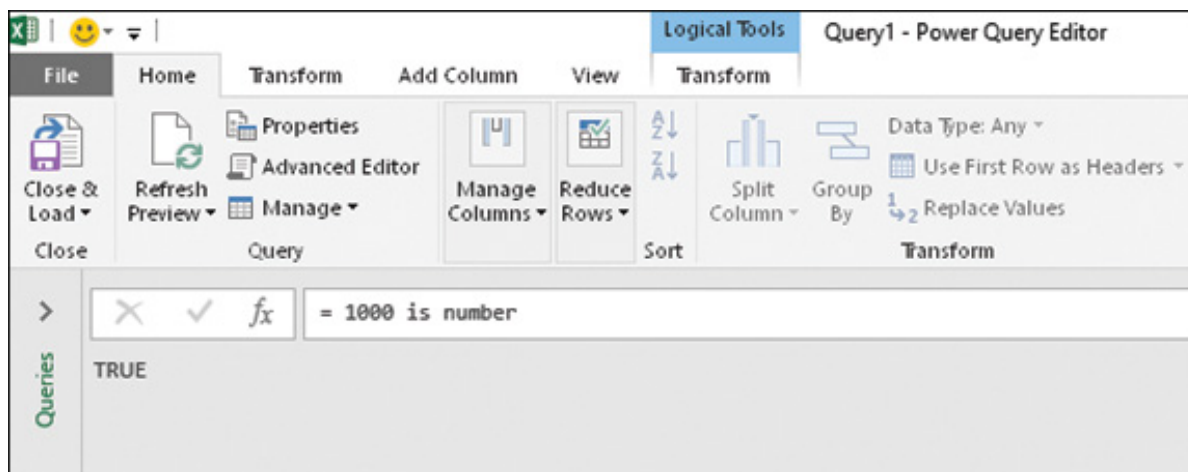 Logical Tools
Query1 - Power Query Editor
File
Home
Transform
Add Column
View
Transform
Close &
Load
Refresh
Preview
Properties
Advanced Editor
Manage
Manage
Columns
Reduce
Rows
Split
Column
Group
By
Data Type: Any
Use First Row as Headers
Replace Values
Close
Query
Sort
Transform
fx
= 1000 is number
Queries
TRUE